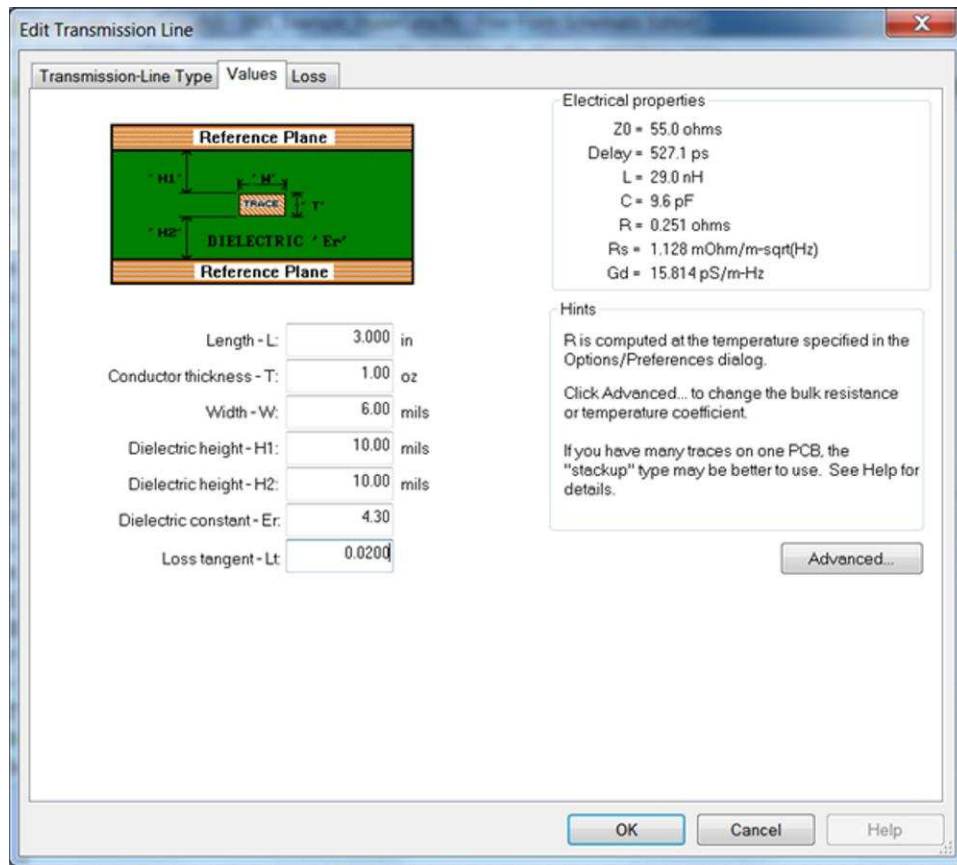 Edit Transmission Line
Transmission-Line Type Values Loss
Reference Plane
H1
W
TRACE
T
H2
DIELECTRIC 'Er'
Reference Plane
Length - L: 3.000 in
Conductor thickness - T: 1.00 oz
Width - W: 6.00 mils
Dielectric height - H1: 10.00 mils
Dielectric height - H2: 10.00 mils
Dielectric constant - Er: 4.30
Loss tangent - Lt: 0.0200
Electrical properties
Z0 = 55.0 ohms
Delay = 527.1 ps
L = 29.0 nH
C = 9.6 pF
R = 0.251 ohms
Rs = 1.128 mOhm/m-sqrt(Hz)
Gd = 15.814 pS/m-Hz
Hints
R is computed at the temperature specified in the
Options/Preferences dialog.
Click Advanced... to change the bulk resistance
or temperature coefficient.
If you have many traces on one PCB, the
"stackup" type may be better to use. See Help for
details.
Advanced...
OK Cancel Help